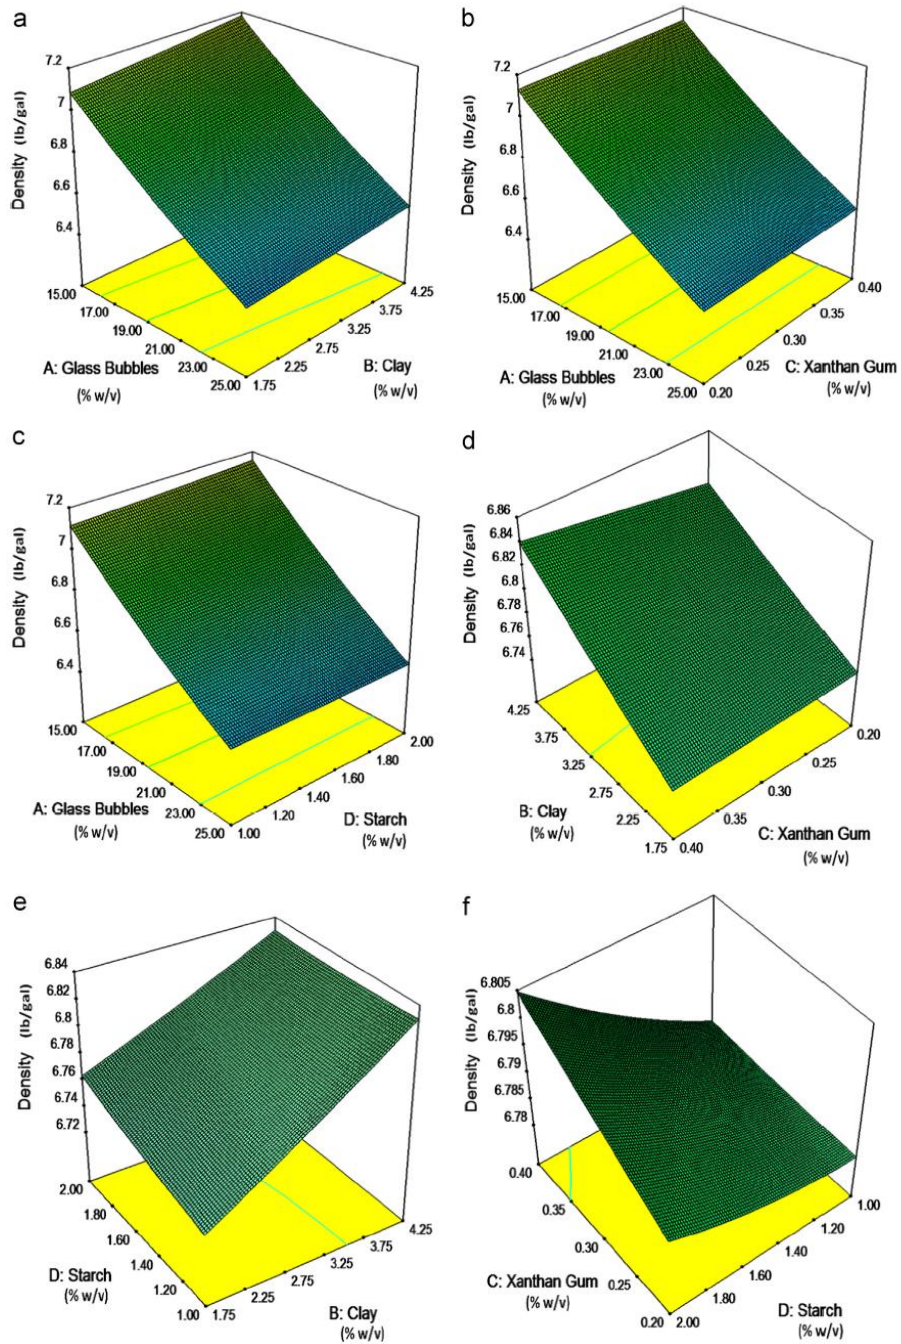 a
7.2
7
6.8
6.6
6.4
Density (lb/gal)
15.00
17.00
19.00
21.00
23.00
25.00
A: Glass Bubbles
(% w/v)
1.75
2.25
2.75
3.25
3.75
4.25
B: Clay
(% w/v)
b
7.2
7
6.8
6.6
6.4
Density (lb/gal)
15.00
17.00
19.00
21.00
23.00
25.00
A: Glass Bubbles
(% w/v)
0.20
0.25
0.30
0.35
0.40
C: Xanthan Gum
(% w/v)
c
7.2
7
6.8
6.6
6.4
Density (lb/gal)
15.00
17.00
19.00
21.00
23.00
25.00
A: Glass Bubbles
(% w/v)
1.00
1.20
1.40
1.60
1.80
2.00
D: Starch
(% w/v)
d
6.86
6.84
6.82
6.8
6.78
6.76
6.74
Density (lb/gal)
4.25
3.75
3.25
2.75
2.25
1.75
B: Clay
(% w/v)
0.40
0.35
0.30
0.25
0.20
C: Xanthan Gum
(% w/v)
e
6.84
6.82
6.8
6.78
6.76
6.74
6.72
Density (lb/gal)
2.00
1.80
1.60
1.40
1.20
1.00
D: Starch
(% w/v)
1.75
2.25
2.75
3.25
3.75
4.25
B: Clay
(% w/v)
f
6.805
6.8
6.795
6.79
6.785
6.78
Density (lb/gal)
0.40
0.35
0.30
0.25
0.20
C: Xanthan Gum
(% w/v)
2.00
1.80
1.60
1.40
1.20
1.00
D: Starch
(% w/v)